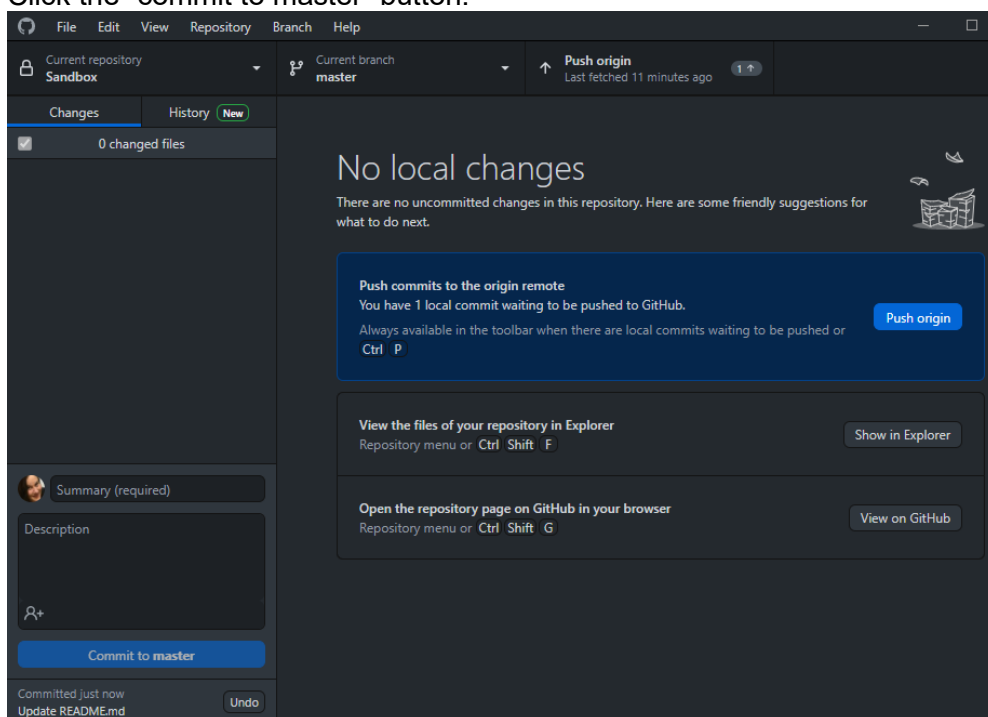 Click the "commit to master" button.
File Edit View Repository Branch Help
Current repository
Sandbox
Current branch
master
Push origin
Last fetched 11 minutes ago
1
Changes
History New
0 changed files
No local changes
There are no uncommitted changes in this repository. Here are some friendly suggestions for
what to do next.
Push commits to the origin remote
You have 1 local commit waiting to be pushed to GitHub.
Always available in the toolbar when there are local commits waiting to be pushed or
Ctrl P
Push origin
View the files of your repository in Explorer
Repository menu or Ctrl Shift F
Show in Explorer
Open the repository page on GitHub in your browser
Repository menu or Ctrl Shift G
View on GitHub
Summary (required)
Description
Commit to master
Committed just now
Update README.md
Undo